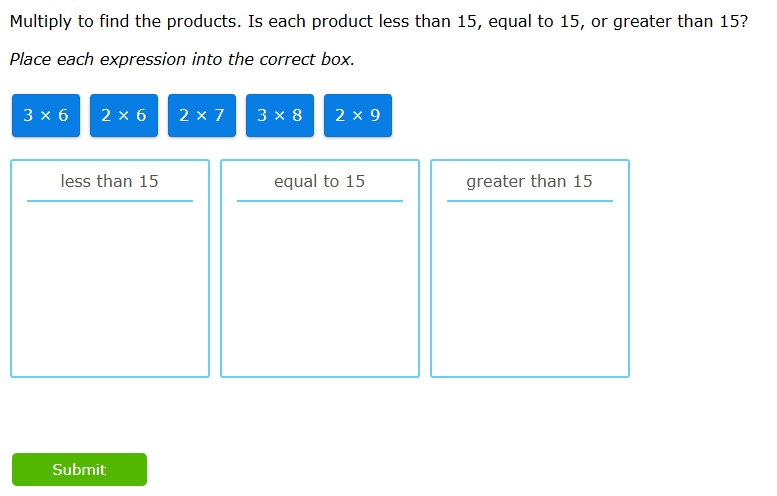 Multiply to find the products. Is each product less than 15, equal to 15, or greater than 15?
Place each expression into the correct box.
3 × 6 2 × 6 2 × 7 3 × 8 2 × 9
less than 15 equal to 15 greater than 15
Submit